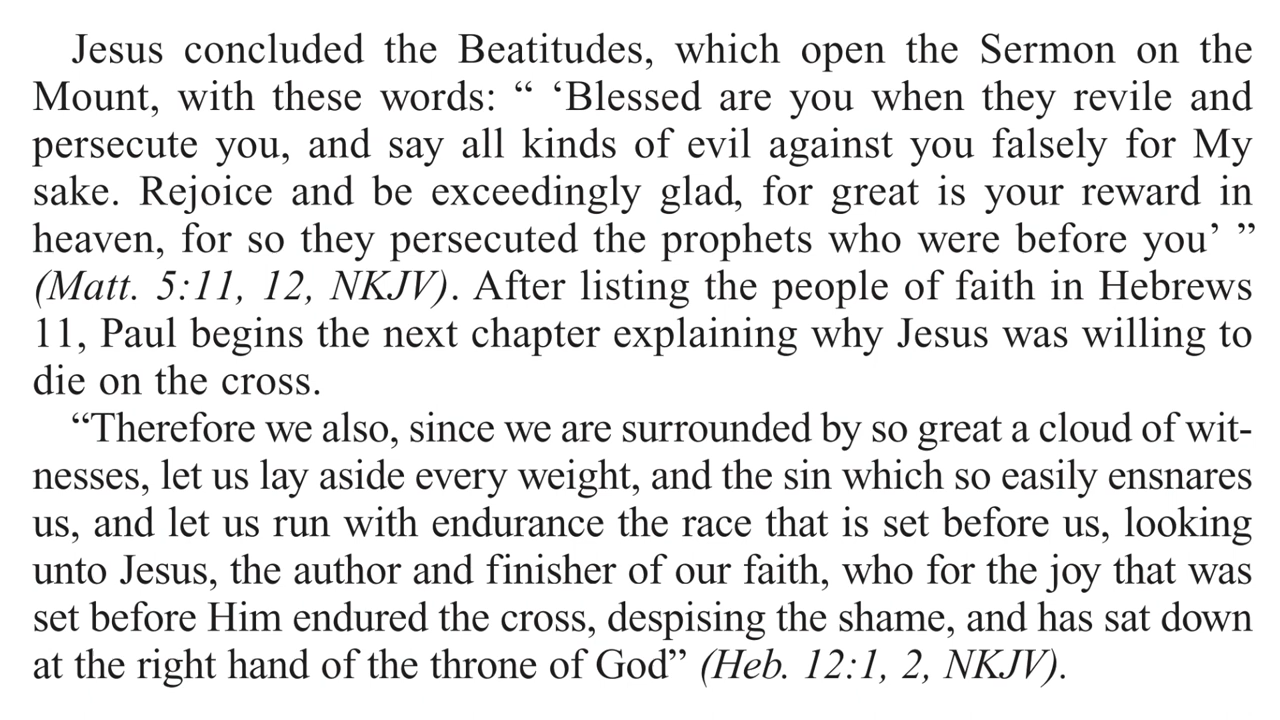 Jesus concluded the Beatitudes, which open the Sermon on the
Mount, with these words: “ ‘Blessed are you when they revile and
persecute you, and say all kinds of evil against you falsely for My
sake. Rejoice and be exceedingly glad, for great is your reward in
heaven, for so they persecuted the prophets who were before you’ ”
(Matt. 5:11, 12, NKJV). After listing the people of faith in Hebrews
11, Paul begins the next chapter explaining why Jesus was willing to
die on the cross.
“Therefore we also, since we are surrounded by so great a cloud of wit-
nesses, let us lay aside every weight, and the sin which so easily ensnares
us, and let us run with endurance the race that is set before us, looking
unto Jesus, the author and finisher of our faith, who for the joy that was
set before Him endured the cross, despising the shame, and has sat down
at the right hand of the throne of God” (Heb. 12:1, 2, NKJV).